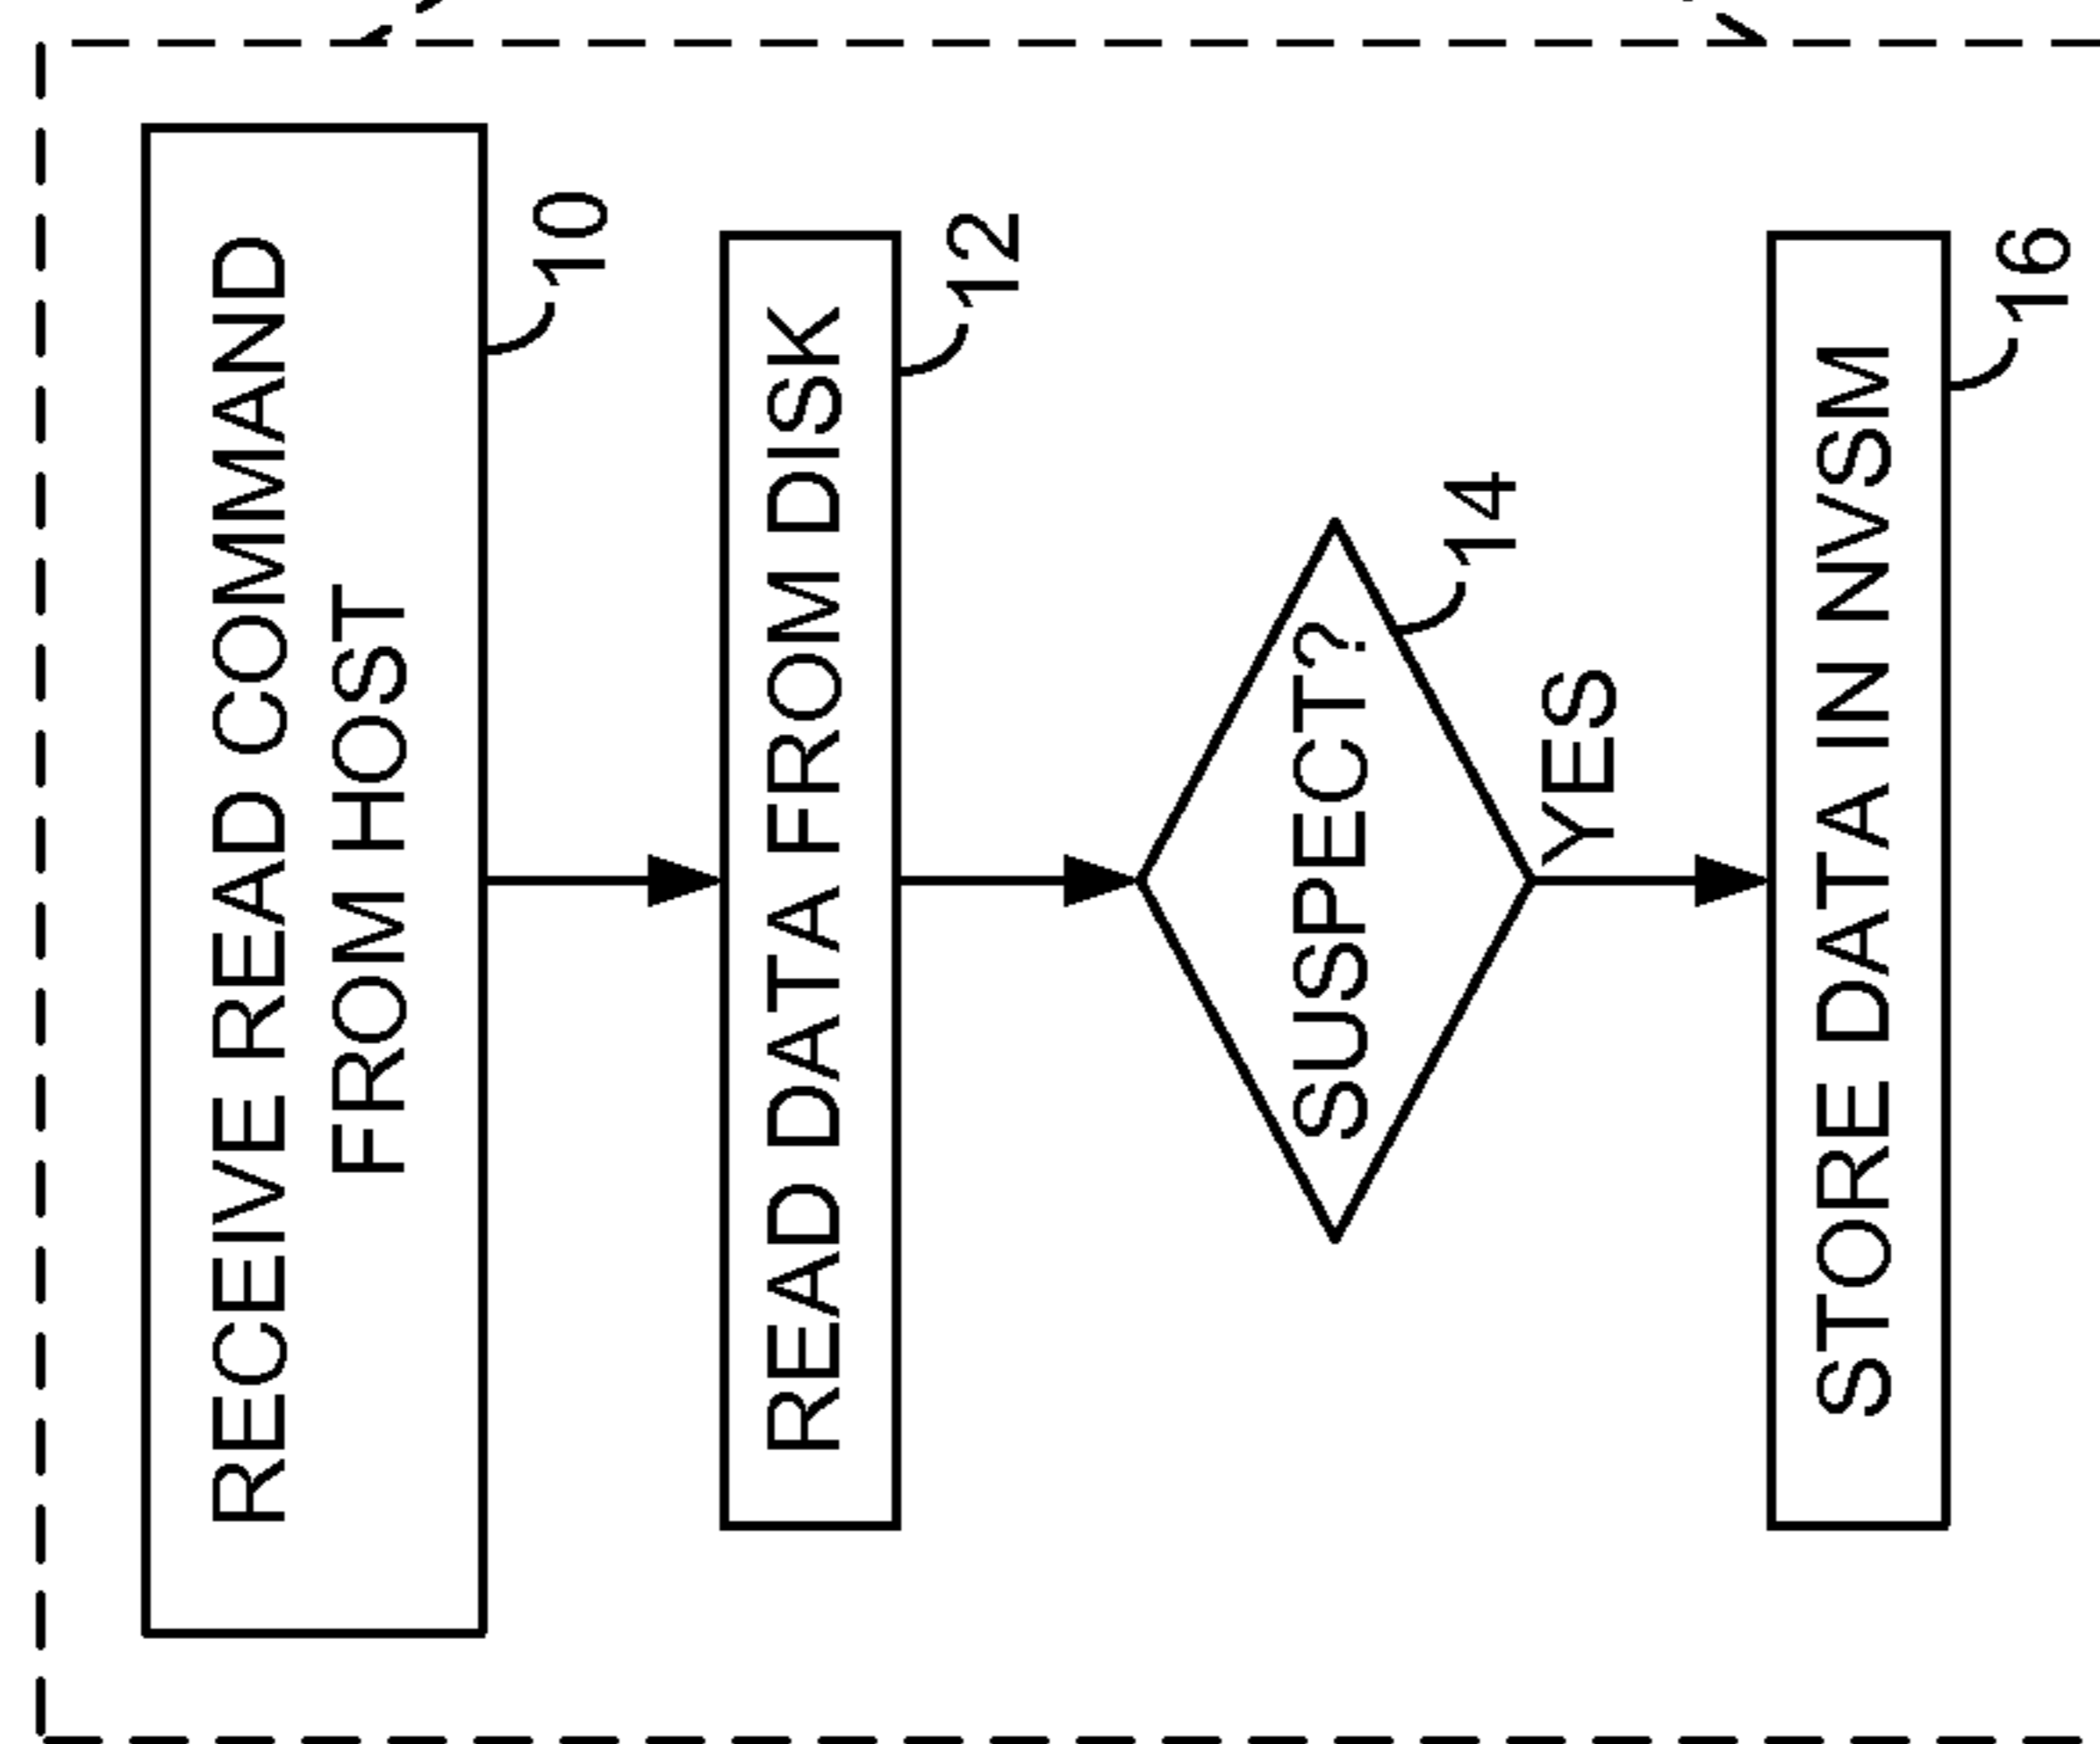 RECEIVE READ COMMAND
FROM HOST
10
READ DATA FROM DISK
12
SUSPECT?
14
YES
STORE DATA IN NVSM
16